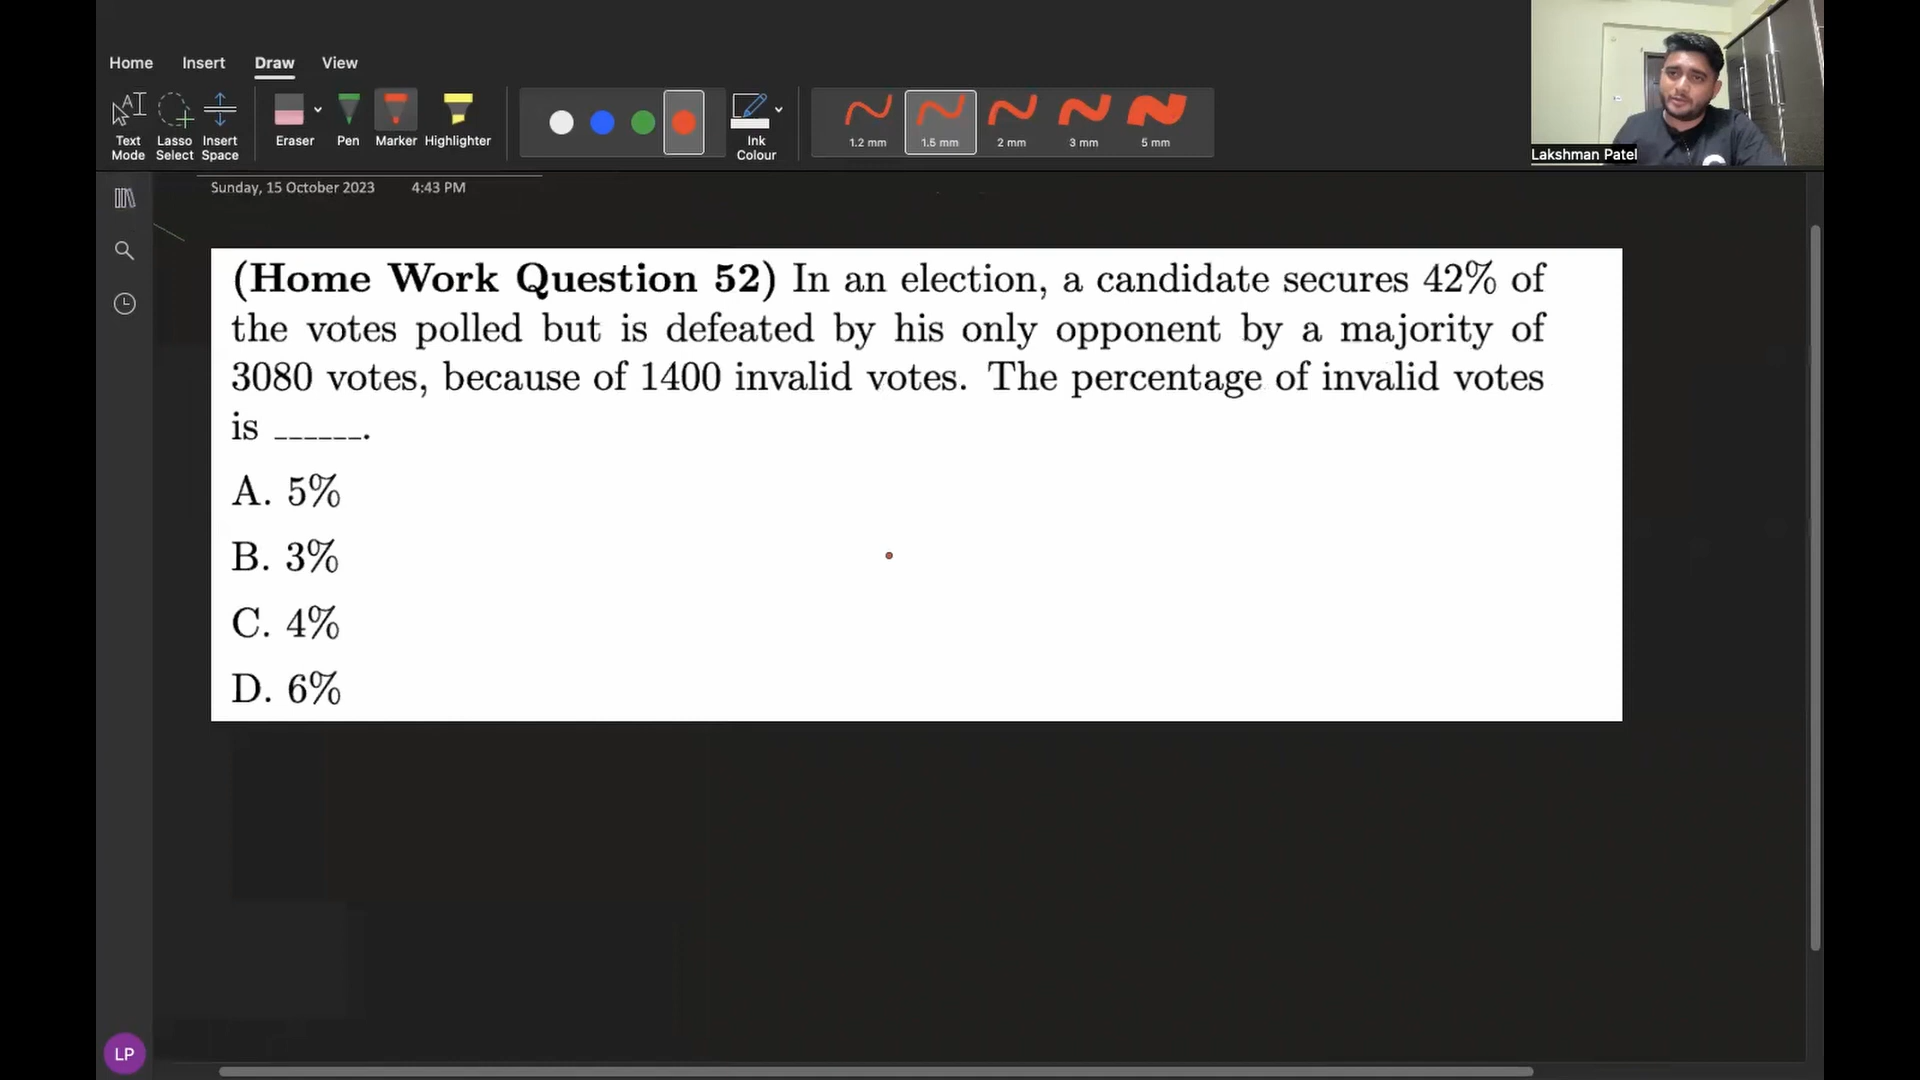 Home Insert Draw View
Text Mode Lasso Select Insert Space Eraser Pen Marker Highlighter Ink Colour 1.2 mm 1.5 mm 2 mm 3 mm 5 mm
Lakshman Patel
Sunday, 15 October 2023 4:43 PM
(Home Work Question 52) In an election, a candidate secures 42% of
the votes polled but is defeated by his only opponent by a majority of
3080 votes, because of 1400 invalid votes. The percentage of invalid votes
is ______.
A. 5%
B. 3%
C. 4%
D. 6%
LP